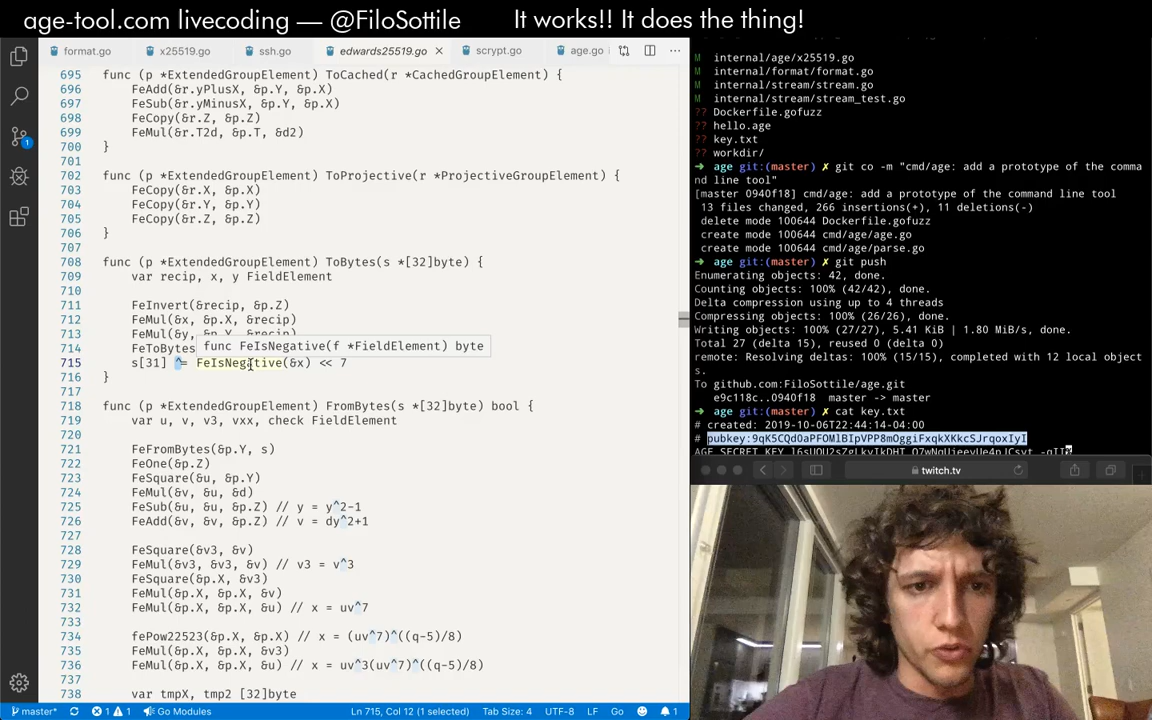 age-tool.com livecoding — @FiloSottile
It works!! It does the thing!
format.go
x25519.go
ssh.go
edwards25519.go
scrypt.go
age.go
695 func (p *ExtendedGroupElement) ToCached(r *CachedGroupElement) {
696 FeAdd(&r.yPlusX, &p.Y, &p.X)
697 FeSub(&r.yMinusX, &p.Y, &p.X)
698 FeCopy(&r.Z, &p.Z)
699 FeMul(&r.T2d, &p.T, &d2)
700 }
701
702 func (p *ExtendedGroupElement) ToProjective(r *ProjectiveGroupElement) {
703 FeCopy(&r.X, &p.X)
704 FeCopy(&r.Y, &p.Y)
705 FeCopy(&r.Z, &p.Z)
706 }
707
708 func (p *ExtendedGroupElement) ToBytes(s *[32]byte) {
709 var recip, x, y FieldElement
710
711 FeInvert(&recip, &p.Z)
712 FeMul(&x, &p.X, &recip)
713 FeMul(&y, &p.Y, &recip)
714 FeToBytes
func FeIsNegative(f *FieldElement) byte
715 s[31] ^= FeIsNegative(&x) << 7
716 }
717
718 func (p *ExtendedGroupElement) FromBytes(s *[32]byte) bool {
719 var u, v, v3, vxx, check FieldElement
720
721 FeFromBytes(&p.Y, s)
722 FeOne(&p.Z)
723 FeSquare(&u, &p.Y)
724 FeMul(&v, &u, &d)
725 FeSub(&u, &u, &p.Z) // y = y^2-1
726 FeAdd(&v, &v, &p.Z) // v = dy^2+1
727
728 FeSquare(&v3, &v)
729 FeMul(&v3, &v3, &v) // v3 = v^3
730 FeSquare(&p.X, &v3)
731 FeMul(&p.X, &p.X, &v)
732 FeMul(&p.X, &p.X, &u) // x = uv^7
733
734 fePow22523(&p.X, &p.X) // x = (uv^7)^((q-5)/8)
735 FeMul(&p.X, &p.X, &v3)
736 FeMul(&p.X, &p.X, &u) // x = uv^3(uv^7)^((q-5)/8)
737
738 var tmpX, tmp2 [32]byte
1
master*
1 1
Go Modules
Ln 715, Col 12 (1 selected)
Tab Size: 4
UTF-8
LF
Go
1
M internal/age/x25519.go
M internal/format/format.go
M internal/stream/stream.go
M internal/stream/stream_test.go
?? Dockerfile.gofuzz
?? hello.age
?? key.txt
?? workdir/
➜ age git:(master) ✗ git co -m "cmd/age: add a prototype of the comma
nd line tool"
[master 0940f18] cmd/age: add a prototype of the command line tool
13 files changed, 266 insertions(+), 11 deletions(-)
delete mode 100644 Dockerfile.gofuzz
create mode 100644 cmd/age/age.go
create mode 100644 cmd/age/parse.go
➜ age git:(master) ✗ git push
Enumerating objects: 42, done.
Counting objects: 100% (42/42), done.
Delta compression using up to 4 threads
Compressing objects: 100% (26/26), done.
Writing objects: 100% (27/27), 5.41 KiB | 1.80 MiB/s, done.
Total 27 (delta 15), reused 0 (delta 0)
remote: Resolving deltas: 100% (15/15), completed with 12 local object
s.
To github.com:FiloSottile/age.git
e9c118c..0940f18 master -> master
➜ age git:(master) ✗ cat key.txt
# created: 2019-10-06T22:44:14-04:00
# pubkey:9qK5CQdOaPFOMlBIpVPP8mOggiFxqkXKkcSJrqoxIyI
twitch.tv